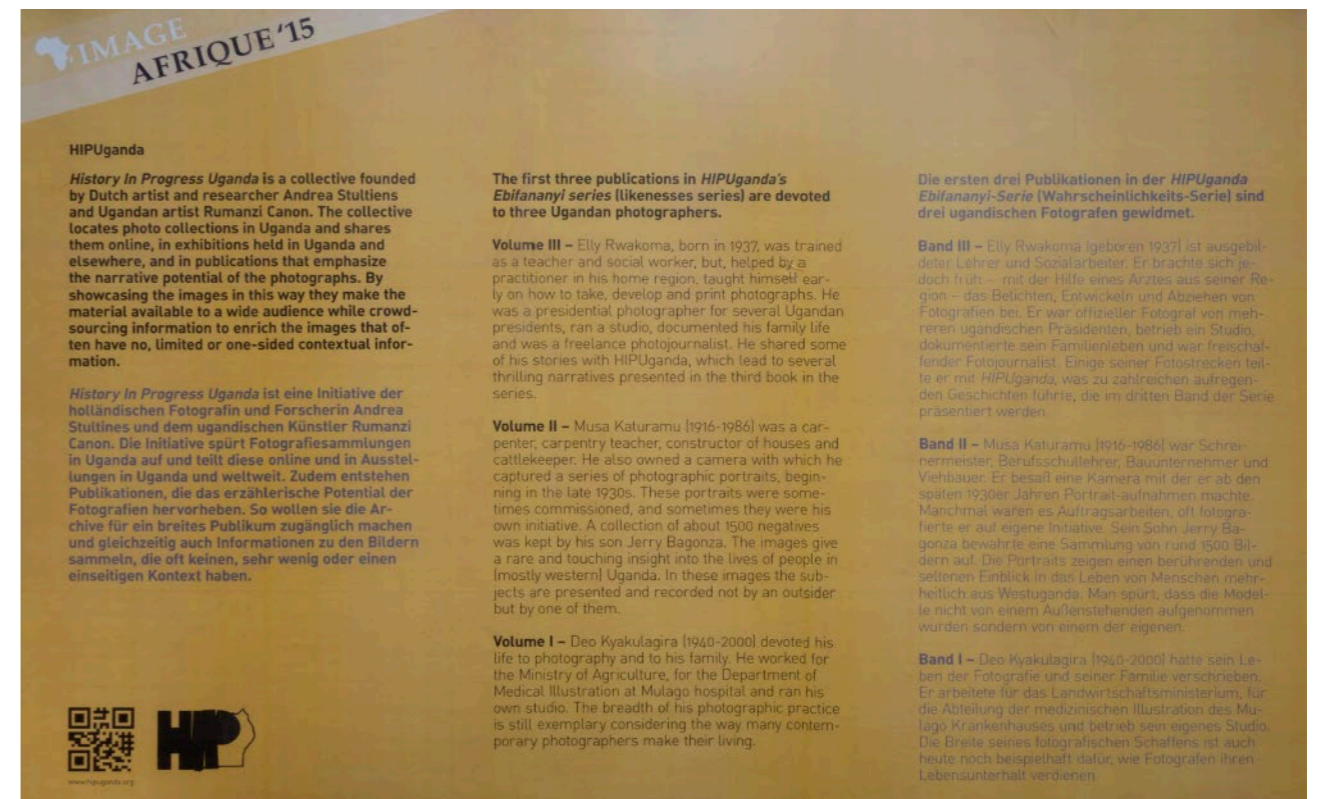 IMAGE
AFRIQUE '15
HIPUganda
History In Progress Uganda is a collective founded
by Dutch artist and researcher Andrea Stultiens
and Ugandan artist Rumanzi Canon. The collective
locates photo collections in Uganda and shares
them online, in exhibitions held in Uganda and
elsewhere, and in publications that emphasize
the narrative potential of the photographs. By
showcasing the images in this way they make the
material available to a wide audience while crowd-
sourcing information to enrich the images that of-
ten have no, limited or one-sided contextual infor-
mation.
History In Progress Uganda ist eine Initiative der
holländischen Fotografin und Forscherin Andrea
Stultines und dem ugandischen Künstler Rumanzi
Canon. Die Initiative spürt Fotografiesammlungen
in Uganda auf und teilt diese online und in Ausstel-
lungen in Uganda und weltweit. Zudem entstehen
Publikationen, die das erzählerische Potential der
Fotografien hervorheben. So wollen sie die Ar-
chive für ein breites Publikum zugänglich machen
und gleichzeitig auch Informationen zu den Bildern
sammeln, die oft keinen, sehr wenig oder einen
einseitigen Kontext haben.
www.hipuganda.org
HIP
The first three publications in HIPUganda's
Ebifananyi series (likenesses series) are devoted
to three Ugandan photographers.
Volume III – Elly Rwakoma, born in 1937, was trained
as a teacher and social worker, but, helped by a
practitioner in his home region, taught himself ear-
ly on how to take, develop and print photographs. He
was a presidential photographer for several Ugandan
presidents, ran a studio, documented his family life
and was a freelance photojournalist. He shared some
of his stories with HIPUganda, which lead to several
thrilling narratives presented in the third book in the
series.
Volume II – Musa Katuramu (1916-1986) was a car-
penter, carpentry teacher, constructor of houses and
cattlekeeper. He also owned a camera with which he
captured a series of photographic portraits, begin-
ning in the late 1930s. These portraits were some-
times commissioned, and sometimes they were his
own initiative. A collection of about 1500 negatives
was kept by his son Jerry Bagonza. The images give
a rare and touching insight into the lives of people in
(mostly western) Uganda. In these images the sub-
jects are presented and recorded not by an outsider
but by one of them.
Volume I – Deo Kyakulagira (1940-2000) devoted his
life to photography and to his family. He worked for
the Ministry of Agriculture, for the Department of
Medical Illustration at Mulago hospital and ran his
own studio. The breadth of his photographic practice
is still exemplary considering the way many contem-
porary photographers make their living.
Die ersten drei Publikationen in der HIPUganda
Ebifananyi-Serie (Wahrscheinlichkeits-Serie) sind
drei ugandischen Fotografen gewidmet.
Band III – Elly Rwakoma (geboren 1937) ist ausgebil-
deter Lehrer und Sozialarbeiter. Er brachte sich je-
doch früh – mit der Hilfe eines Arztes aus seiner Re-
gion – das Belichten, Entwickeln und Abziehen von
Fotografien bei. Er war offizieller Fotograf von meh-
reren ugandischen Präsidenten, betrieb ein Studio,
dokumentierte sein Familienleben und war freischaf-
fender Fotojournalist. Einige seiner Fotostrecken teil-
te er mit HIPUganda, was zu zahlreichen aufregen-
den Geschichten führte, die im dritten Band der Serie
präsentiert werden.
Band II – Musa Katuramu (1916-1986) war Schrei-
nermeister, Berufsschullehrer, Bauunternehmer und
Viehbauer. Er besaß eine Kamera mit der er ab den
späten 1930er Jahren Portrait-aufnahmen machte.
Manchmal waren es Auftragsarbeiten, oft fotogra-
fierte er auf eigene Initiative. Sein Sohn Jerry Ba-
gonza bewahrte eine Sammlung von rund 1500 Bil-
dern auf. Die Portraits zeigen einen berührenden und
seltenen Einblick in das Leben von Menschen mehr-
heitlich aus Westuganda. Man spürt, dass die Model-
le nicht von einem Außenstehenden aufgenommen
wurden sondern von einem der eigenen.
Band I – Deo Kyakulagira (1940-2000) hatte sein Le-
ben der Fotografie und seiner Familie verschrieben.
Er arbeitete für das Landwirtschaftsministerium, für
die Abteilung der medizinischen Illustration des Mu-
lago Krankenhauses und betrieb sein eigenes Studio.
Die Breite seines fotografischen Schaffens ist auch
heute noch beispielhaft dafür, wie Fotografen ihren
Lebensunterhalt verdienen.